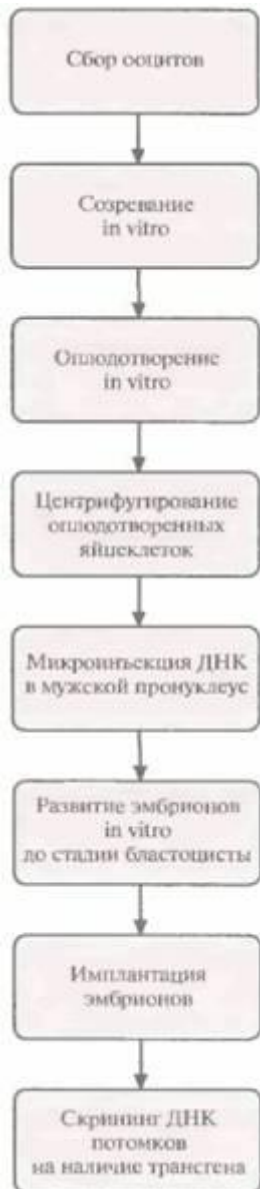 Сбор ооцитов
Созревание
in vitro
Оплодотворение
in vitro
Центрифугирование
оплодотворенных
яйцеклеток
Микроинъекция ДНК
в мужской пронуклеус
Развитие эмбрионов
in vitro
до стадии бластоцисты
Имплантация
эмбрионов
Скрининг ДНК
потомков
на наличие трансгена